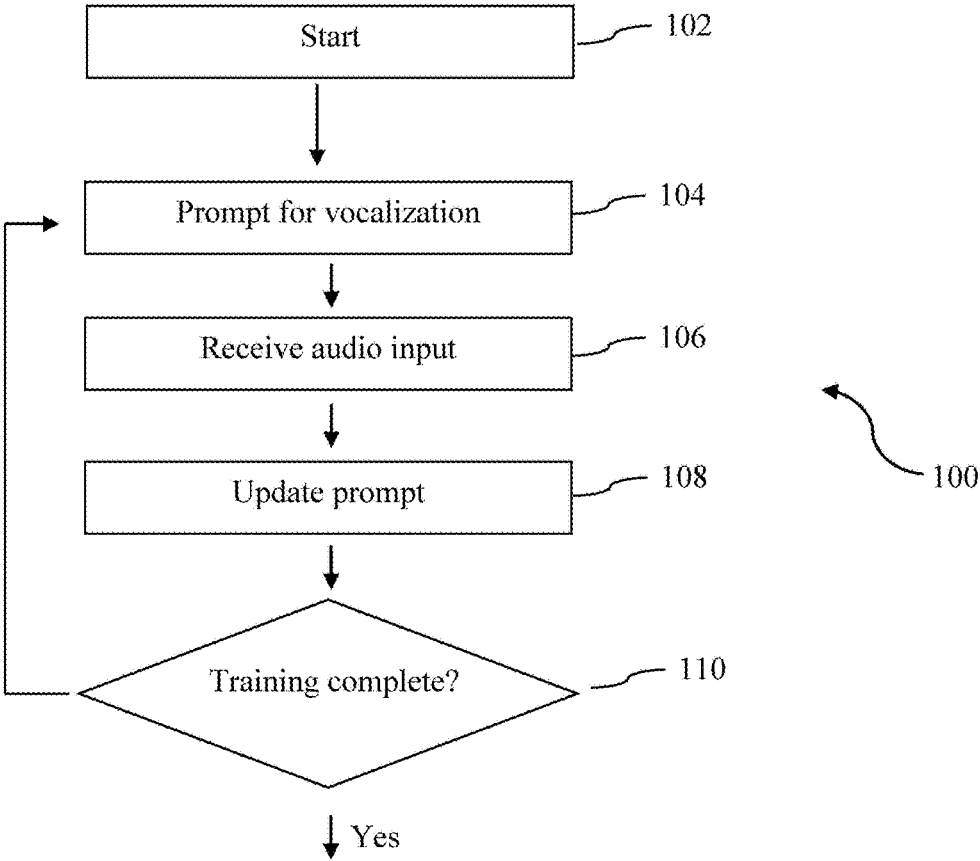 Start
102
Prompt for vocalization
104
Receive audio input
106
Update prompt
108
100
Training complete?
110
Yes